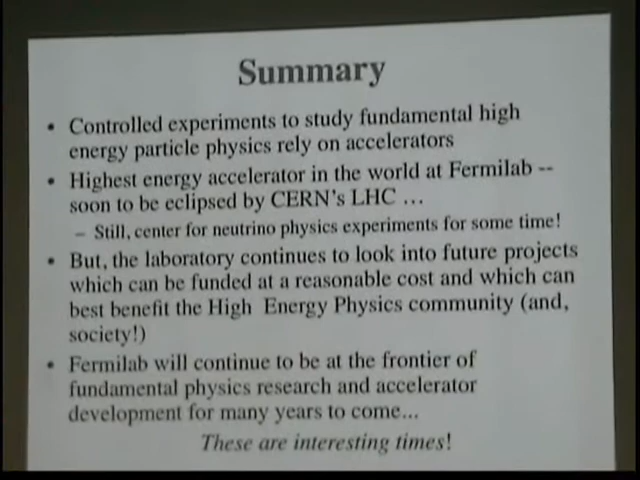 Summary
• Controlled experiments to study fundamental high
energy particle physics rely on accelerators
• Highest energy accelerator in the world at Fermilab --
soon to be eclipsed by CERN's LHC ...
– Still, center for neutrino physics experiments for some time!
• But, the laboratory continues to look into future projects
which can be funded at a reasonable cost and which can
best benefit the High Energy Physics community (and,
society!)
• Fermilab will continue to be at the frontier of
fundamental physics research and accelerator
development for many years to come...
These are interesting times!